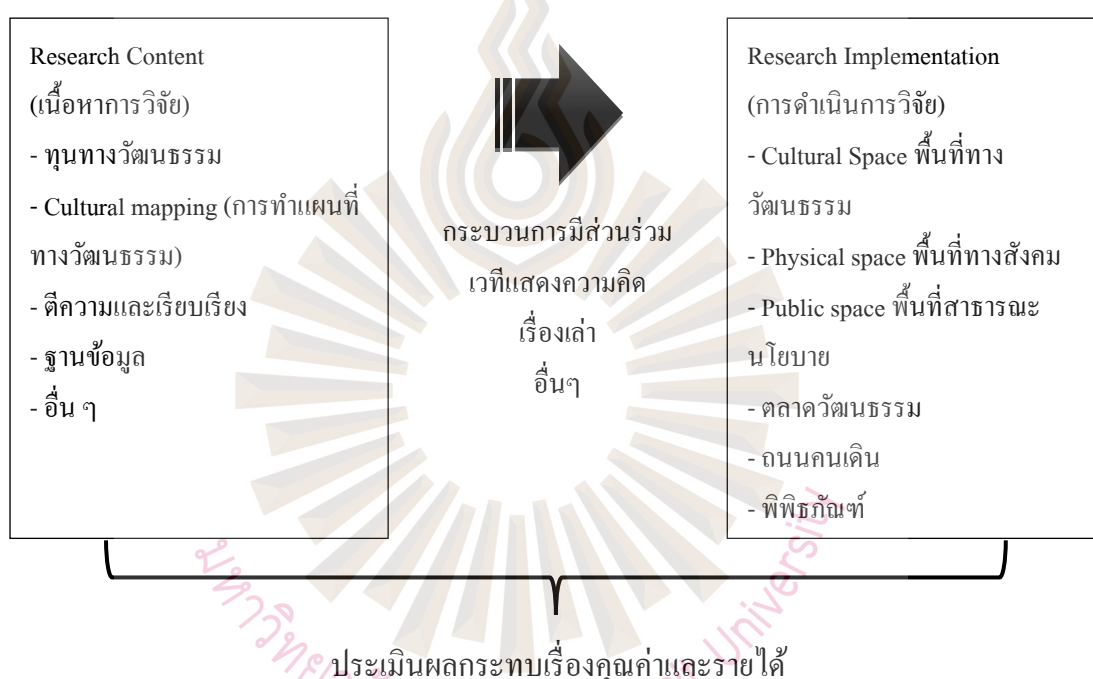 Research Content
(เนื้อหาการวิจัย)
- ทุนทางวัฒนธรรม
- Cultural mapping (การทำแผนที่
ทางวัฒนธรรม)
- ตีความและเรียบเรียง
- ฐานข้อมูล
- อื่น ๆ
กระบวนการมีส่วนร่วม
เวทีแสดงความคิด
เรื่องเล่า
อื่นๆ
Research Implementation
(การดำเนินการวิจัย)
- Cultural Space พื้นที่ทาง
วัฒนธรรม
- Physical space พื้นที่ทางสังคม
- Public space พื้นที่สาธารณะ
นโยบาย
- ตลาดวัฒนธรรม
- ถนนคนเดิน
- พิพิธภัณฑ์
ประเมินผลกระทบเรื่องคุณค่าและรายได้
University